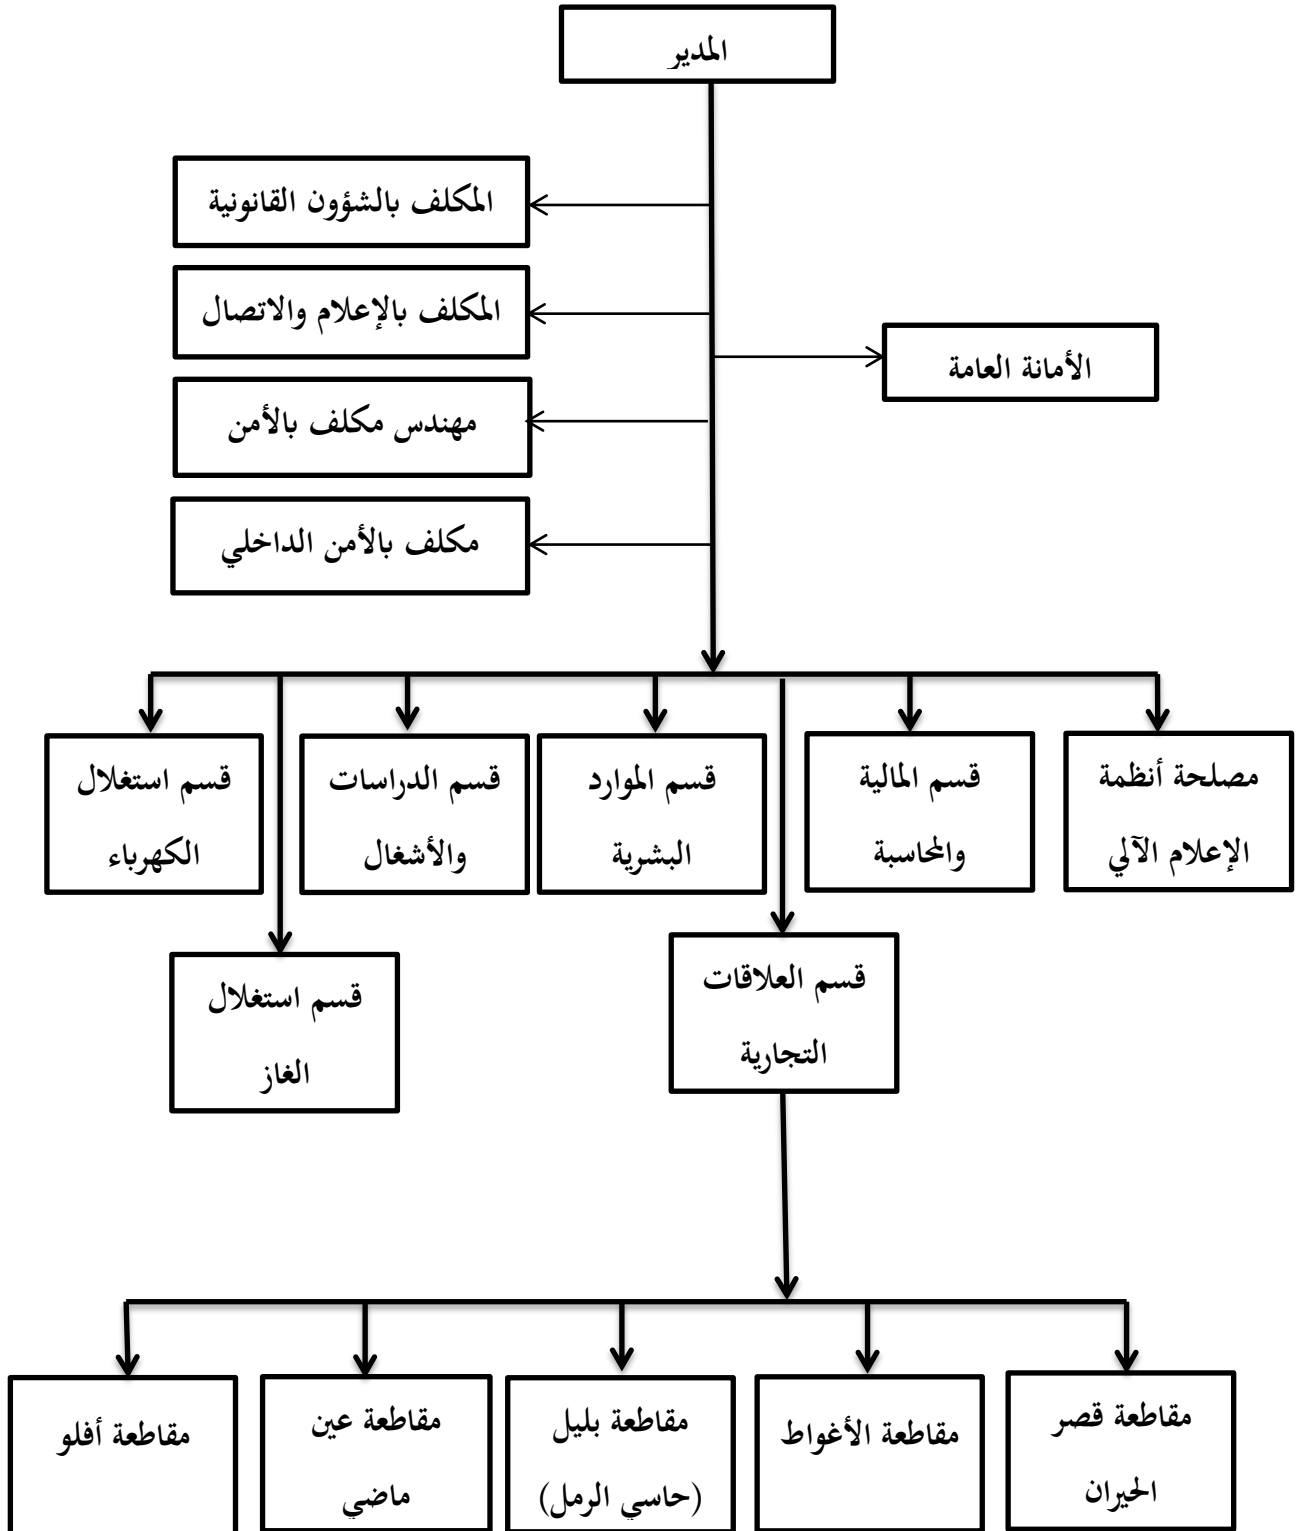 المدير
المكلف بالشؤون القانونية
المكلف بالإعلام والاتصال
الأمانة العامة
مهندس مكلف بالأمن
مكلف بالأمن الداخلي
مصلحة أنظمة
الإعلام الآلي
قسم المالية
والمحاسبة
قسم الموارد
البشرية
قسم الدراسات
والأشغال
قسم استغلال
الكهرباء
قسم العلاقات
التجارية
قسم استغلال
الغاز
مقاطعة قصر
الحيران
مقاطعة الأغواط
مقاطعة بليل
(حاسي الرمل)
مقاطعة عين
ماضي
مقاطعة أفلو